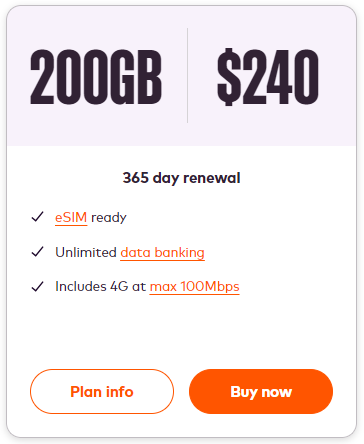 200GB
$240
365 day renewal
eSIM ready
Unlimited data banking
Includes 4G at max 100Mbps
Plan info
Buy now